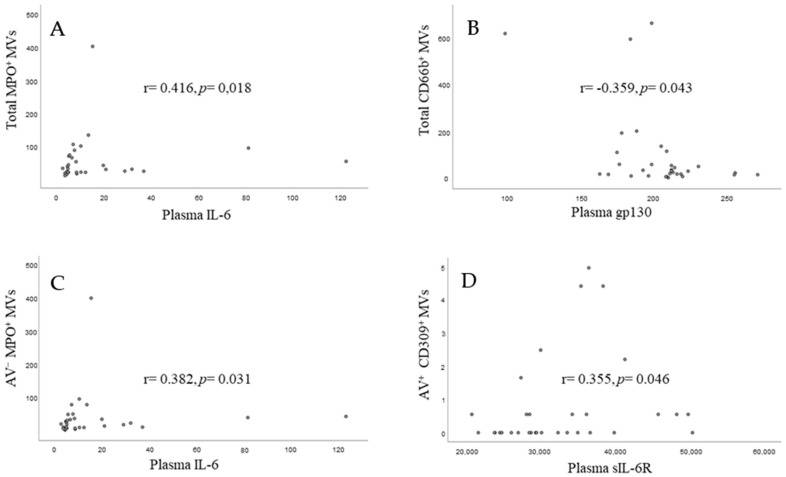 A
Total MPO⁺ MVs
500
400
300
200
100
r= 0.416, p= 0,018
0
20
40
60
80
100
120
Plasma IL-6
B
Total CD66b⁺ MVs
600
400
200
0
r= -0.359, p= 0.043
100
150
200
250
Plasma gp130
C
AV⁻ MPO⁺ MVs
500
400
300
200
100
r= 0.382, p= 0.031
0
20
40
60
80
100
120
Plasma IL-6
D
AV⁺ CD309⁺ MVs
5
4
3
2
1
0
r= 0.355, p= 0.046
20,000
30,000
40,000
50,000
60,000
Plasma sIL-6R